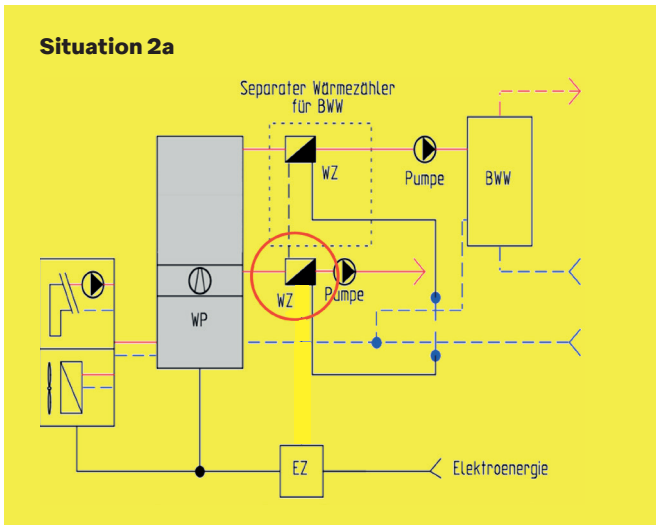 Situation 2a
Separater Wärmezähler
für BWW
WZ
Pumpe
BWW
WZ
Pumpe
WP
EZ
Elektroenergie